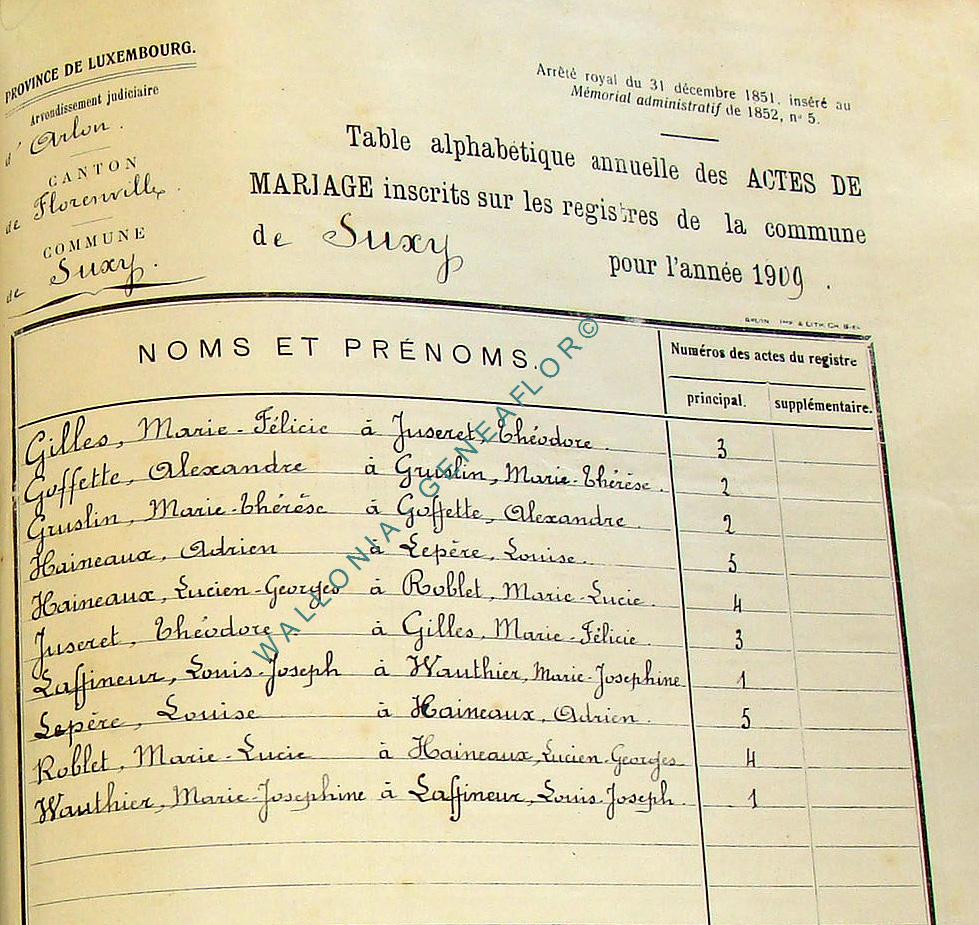 PROVINCE DE LUXEMBOURG.
Arrondissement judiciaire
d' Arlon.
CANTON
de Florenville.
COMMUNE
de Suxy.
Arrêté royal du 31 décembre 1851, inséré au
Mémorial administratif de 1852, n° 5.
Table alphabétique annuelle des ACTES DE
MARIAGE inscrits sur les registres de la commune
de Suxy
pour l'année 1909.
NOMS ET PRÉNOMS.
Numéros des actes du registre
principal. supplémentaire.
Gilles, Marie-Félicie à Juseret, Théodore. 3
Goffette, Alexandre à Gruslin, Marie-Thérèse. 2
Gruslin, Marie-Thérèse à Goffette, Alexandre. 2
Haineaux, Adrien à Lepère, Louise. 5
Haineaux, Lucien-Georges à Roblet, Marie-Lucie. 4
Juseret, Théodore à Gilles, Marie-Félicie. 3
Laffineur, Louis-Joseph à Wauthier, Marie-Josephine 1
Lepère, Louise à Haineaux, Adrien. 5
Roblet, Marie-Lucie à Haineaux, Lucien-Georges 4
Wauthier, Marie-Josephine à Laffineur, Louis-Joseph. 1
WALLONIA GENEAFLOR©